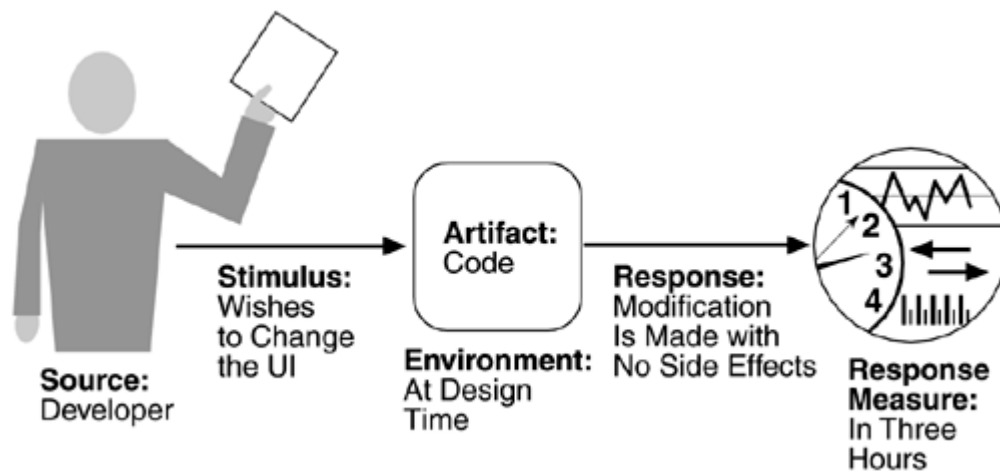 Source:
Developer
Stimulus:
Wishes
to Change
the UI
Artifact:
Code
Environment:
At Design
Time
Response:
Modification
Is Made with
No Side Effects
1
2
3
4
Response
Measure:
In Three
Hours